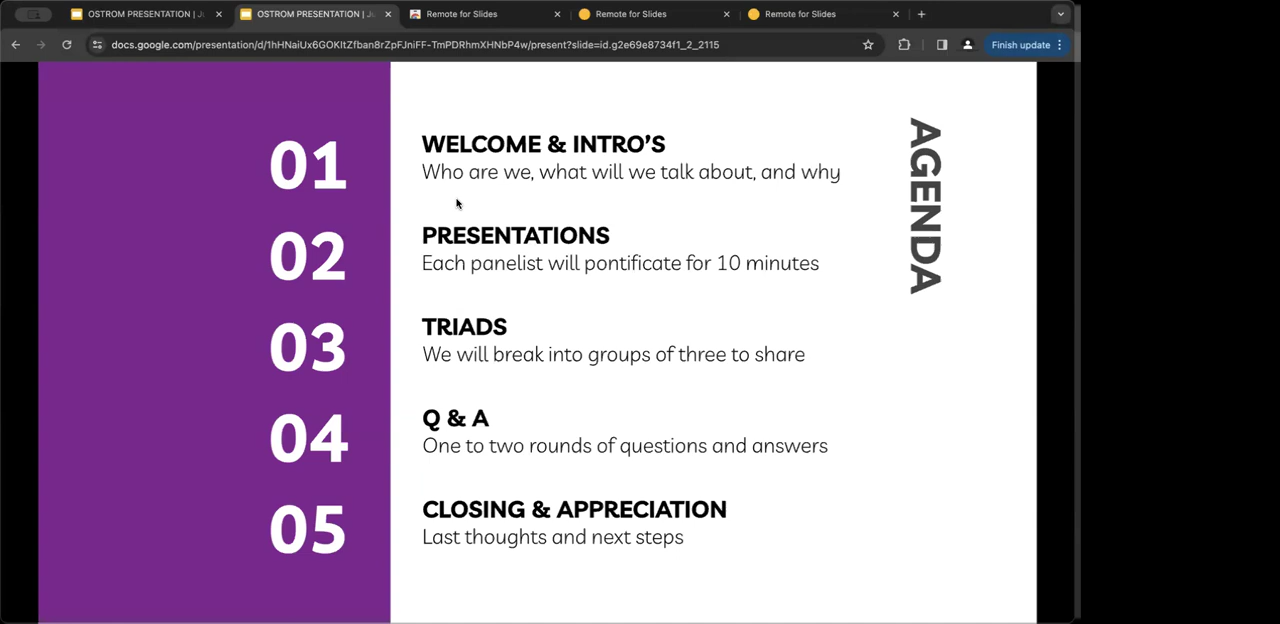 OSTROM PRESENTATION | Ju
OSTROM PRESENTATION | Ju
Remote for Slides
Remote for Slides
Remote for Slides
docs.google.com/presentation/d/1hHNaiUx6GOKItZfban8rZpFJniFF-TmPDRhmXHNbP4w/present?slide=id.g2e69e8734f1_2_2115
Finish update
AGENDA
01
WELCOME & INTRO’S
Who are we, what will we talk about, and why
02
PRESENTATIONS
Each panelist will pontificate for 10 minutes
03
TRIADS
We will break into groups of three to share
04
Q & A
One to two rounds of questions and answers
05
CLOSING & APPRECIATION
Last thoughts and next steps